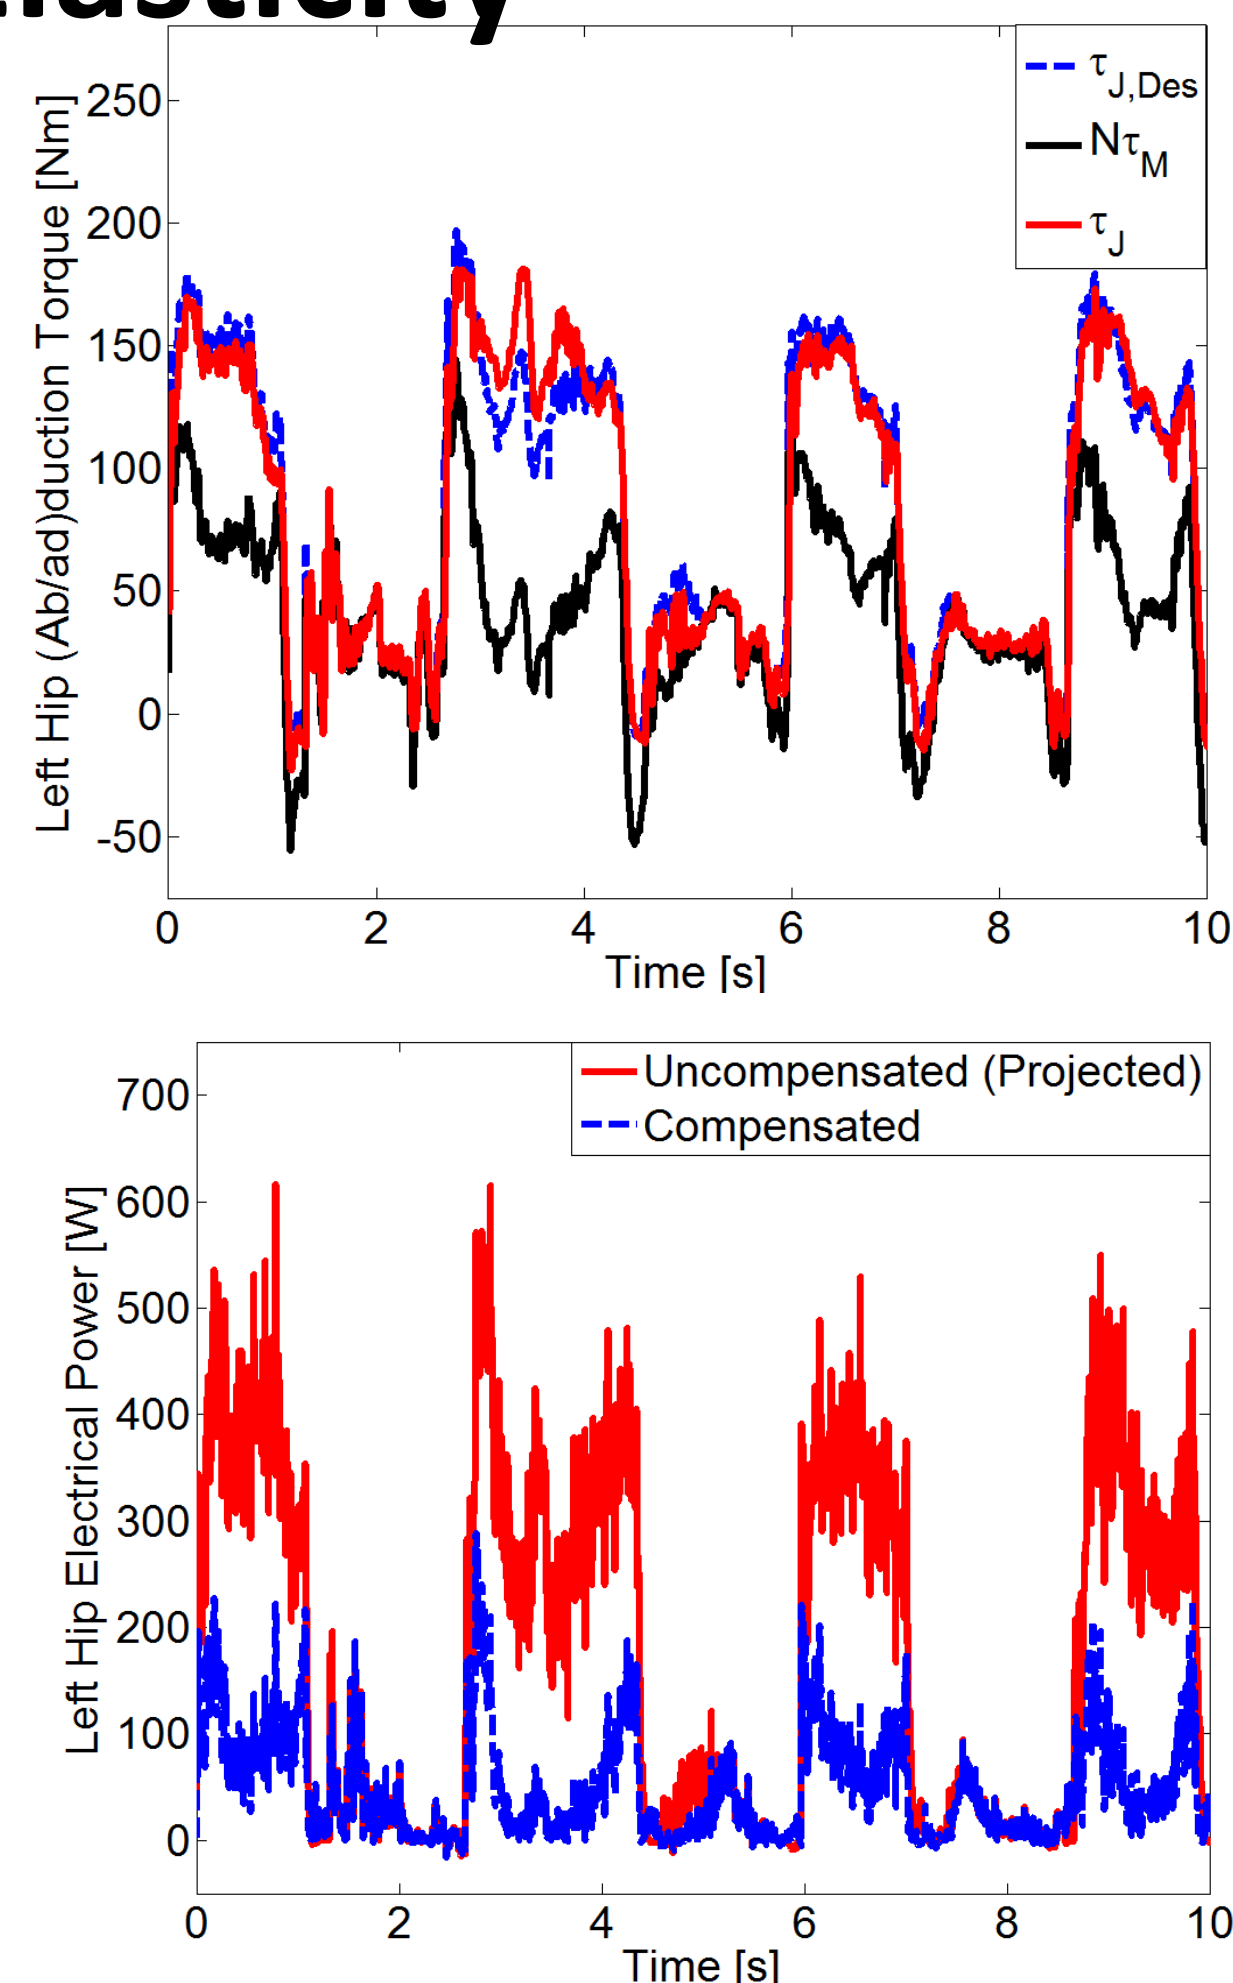 τJ,Des
NτM
τJ
Left Hip (Ab/ad)duction Torque [Nm]
250
200
150
100
50
0
-50
0 2 4 6 8 10
Time [s]
Uncompensated (Projected)
Compensated
Left Hip Electrical Power [W]
700
600
500
400
300
200
100
0
0 2 4 6 8 10
Time [s]